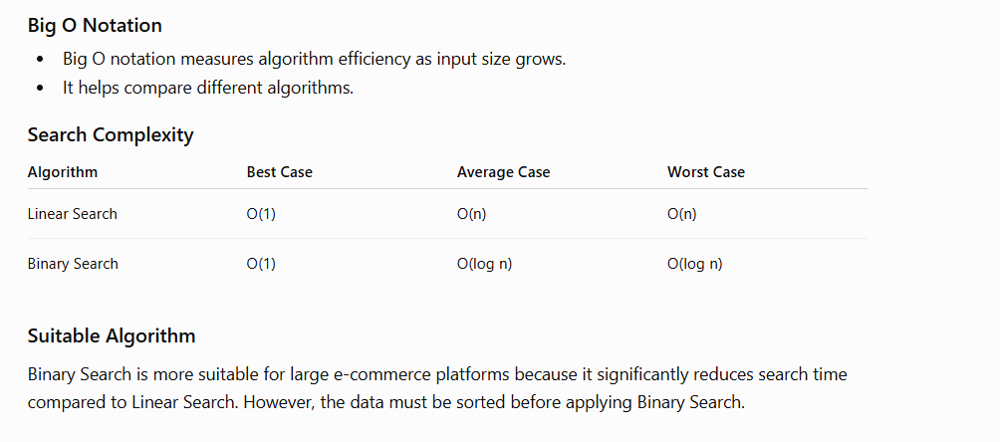 Big O Notation
• Big O notation measures algorithm efficiency as input size grows.
• It helps compare different algorithms.
Search Complexity
Algorithm Best Case Average Case Worst Case
Linear Search O(1) O(n) O(n)
Binary Search O(1) O(log n) O(log n)
Suitable Algorithm
Binary Search is more suitable for large e-commerce platforms because it significantly reduces search time
compared to Linear Search. However, the data must be sorted before applying Binary Search.